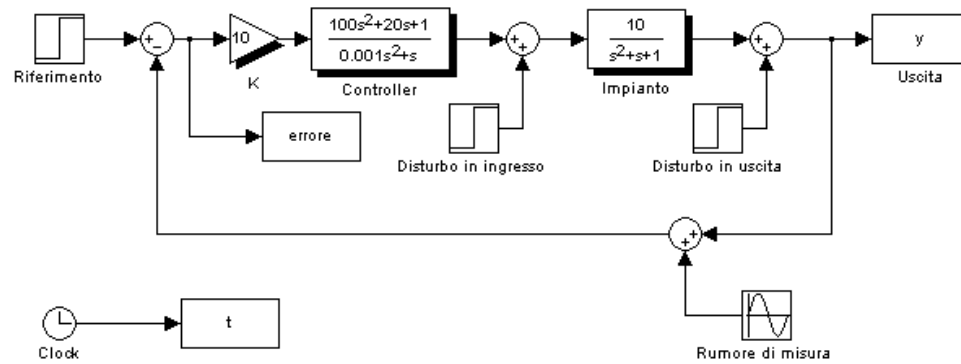 +
−
10
100s²+20s+1
0.001s²+s
+
+
10
s²+s+1
+
+
y
Riferimento
K
Controller
Impianto
Uscita
errore
Disturbo in ingresso
Disturbo in uscita
+
+
t
Clock
Rumore di misura